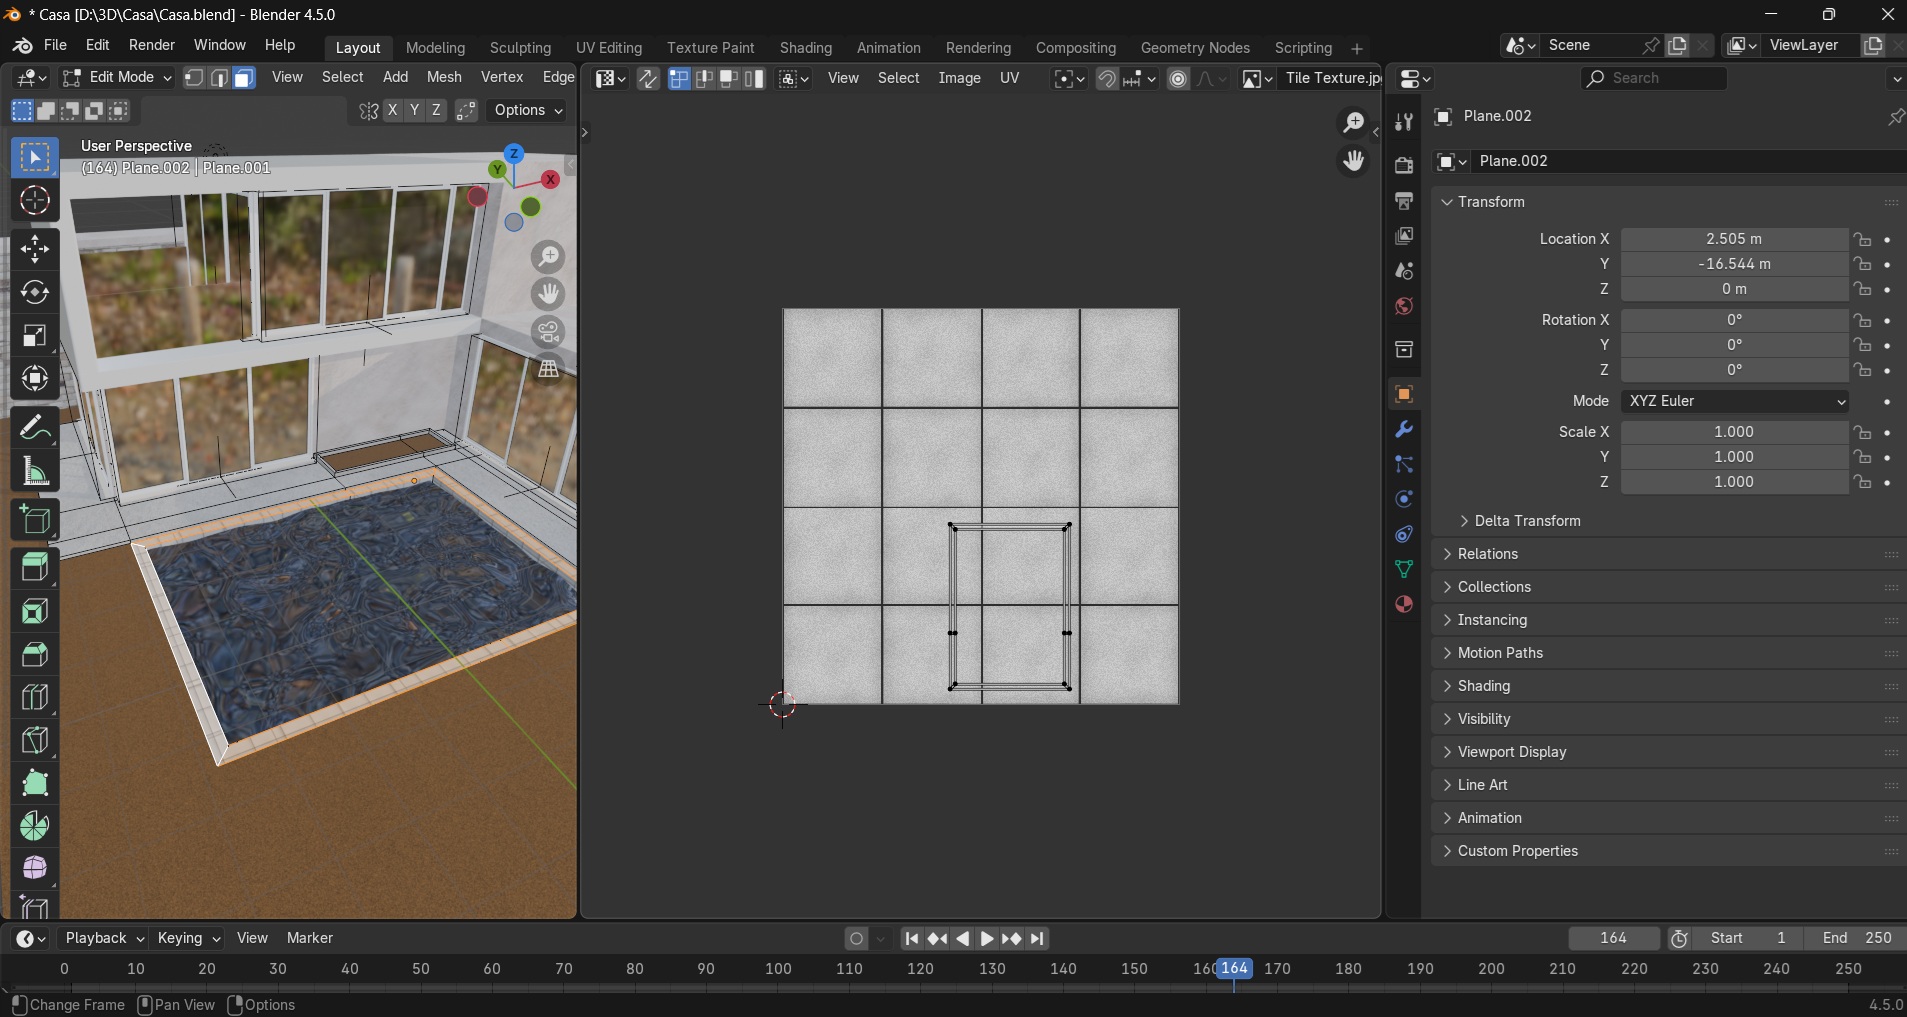 * Casa [D:\3D\Casa\Casa.blend] - Blender 4.5.0
File Edit Render Window Help Layout Modeling Sculpting UV Editing Texture Paint Shading Animation Rendering Compositing Geometry Nodes Scripting + Scene ViewLayer
Edit Mode View Select Add Mesh Vertex Edge View Select Image UV Tile Texture.jp Search
X Y Z Options
Plane.002
User Perspective
(164) Plane.002 | Plane.001
Z
Y
X
Plane.002
Transform
Location X 2.505 m
Y -16.544 m
Z 0 m
Rotation X 0°
Y 0°
Z 0°
Mode XYZ Euler
Scale X 1.000
Y 1.000
Z 1.000
Delta Transform
Relations
Collections
Instancing
Motion Paths
Shading
Visibility
Viewport Display
Line Art
Animation
Custom Properties
Playback Keying View Marker 164 Start 1 End 250
0 10 20 30 40 50 60 70 80 90 100 110 120 130 140 150 160 164 170 180 190 200 210 220 230 240 250
Change Frame Pan View Options 4.5.0